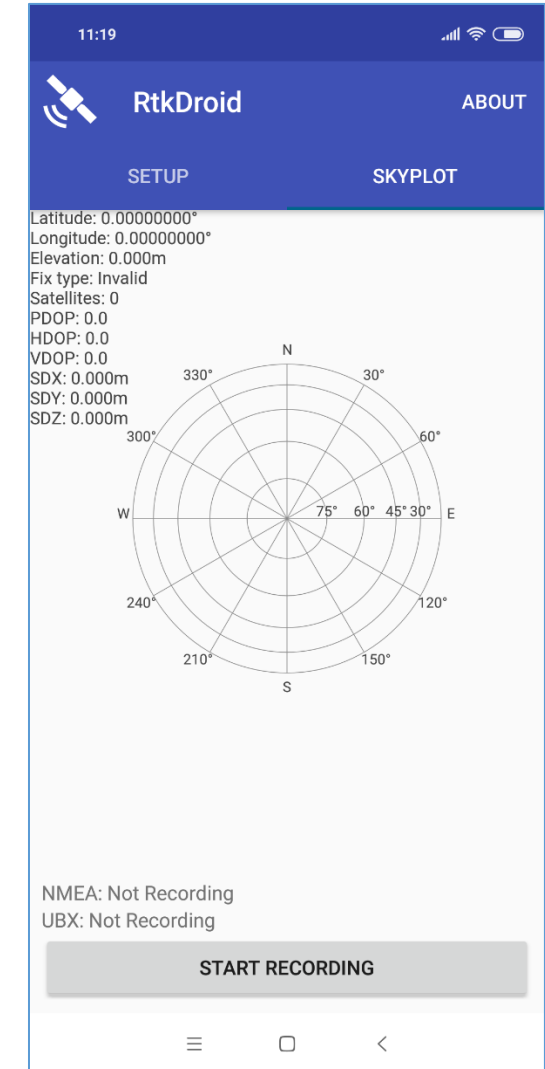 11:19
RtkDroid
ABOUT
SETUP
SKYPLOT
Latitude: 0.00000000°
Longitude: 0.00000000°
Elevation: 0.000m
Fix type: Invalid
Satellites: 0
PDOP: 0.0
HDOP: 0.0
VDOP: 0.0
SDX: 0.000m
SDY: 0.000m
SDZ: 0.000m
N
330°
30°
300°
60°
W
75° 60° 45° 30°
E
240°
120°
210°
150°
S
NMEA: Not Recording
UBX: Not Recording
START RECORDING